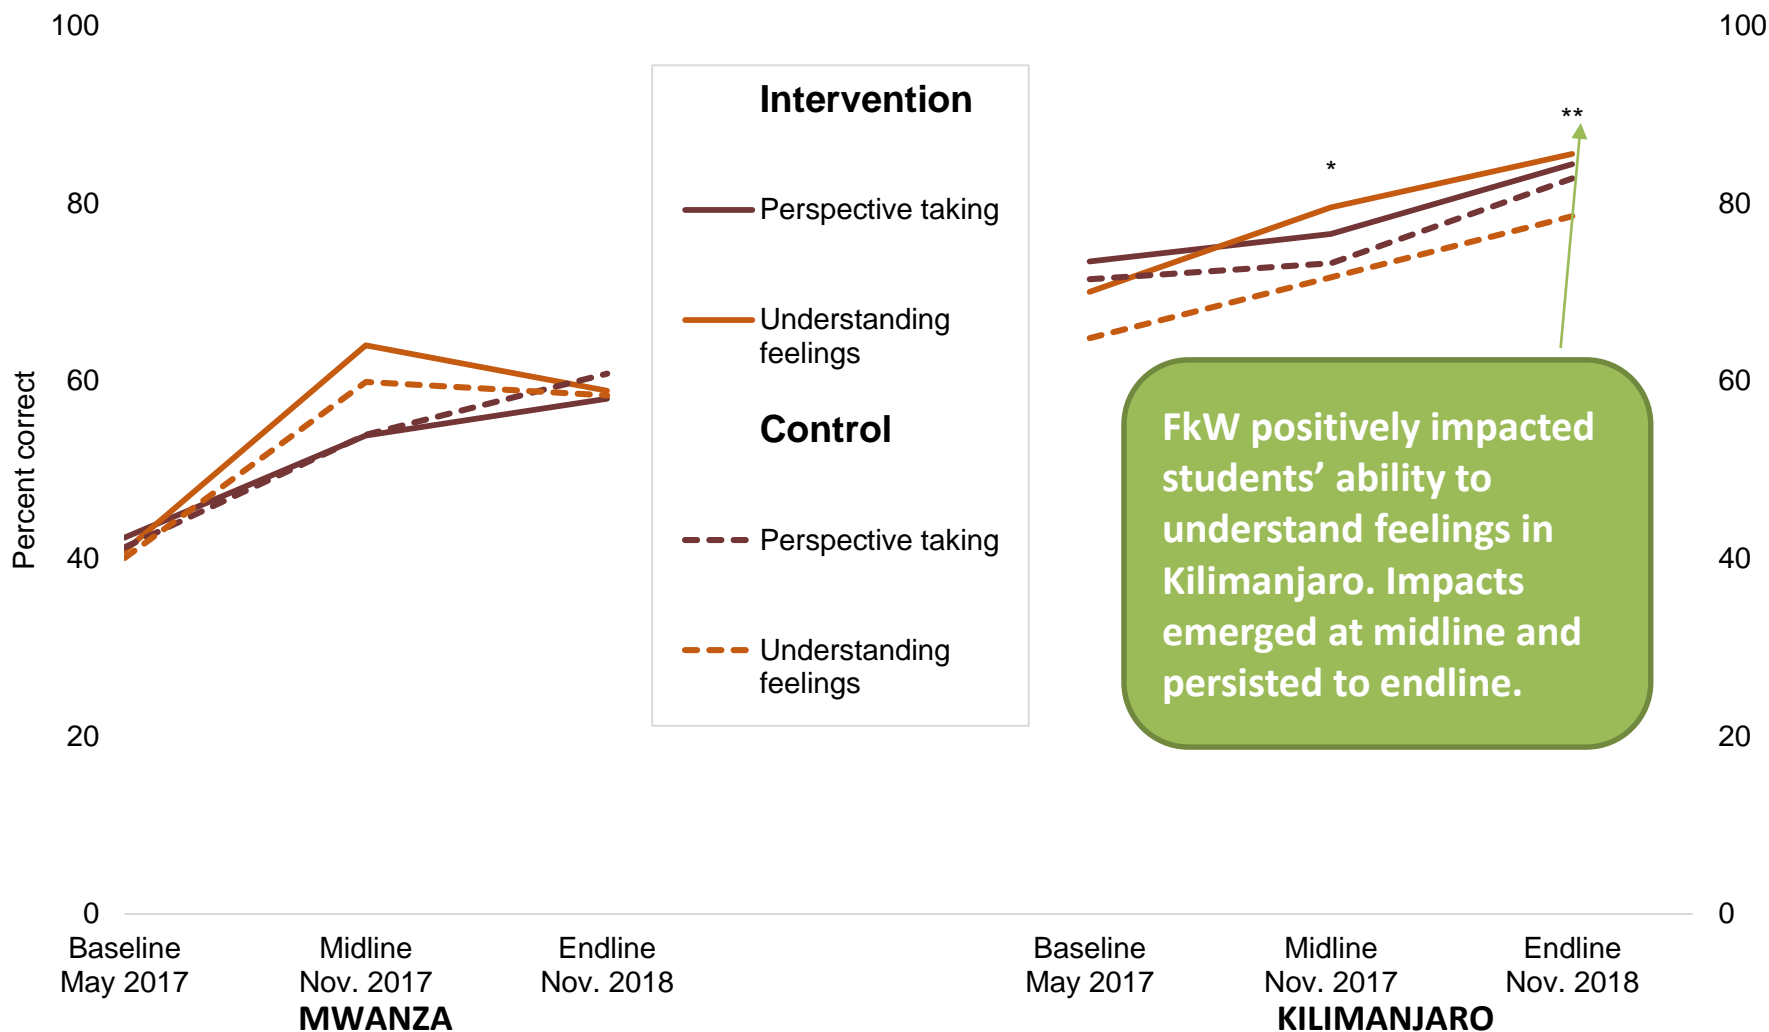 100
80
60
40
20
0
Percent correct
Intervention
Perspective taking
Understanding
feelings
Control
Perspective taking
Understanding
feelings
*
**
FkW positively impacted
students’ ability to
understand feelings in
Kilimanjaro. Impacts
emerged at midline and
persisted to endline.
100
80
60
40
20
0
Baseline
May 2017
Midline
Nov. 2017
Endline
Nov. 2018
MWANZA
Baseline
May 2017
Midline
Nov. 2017
Endline
Nov. 2018
KILIMANJARO